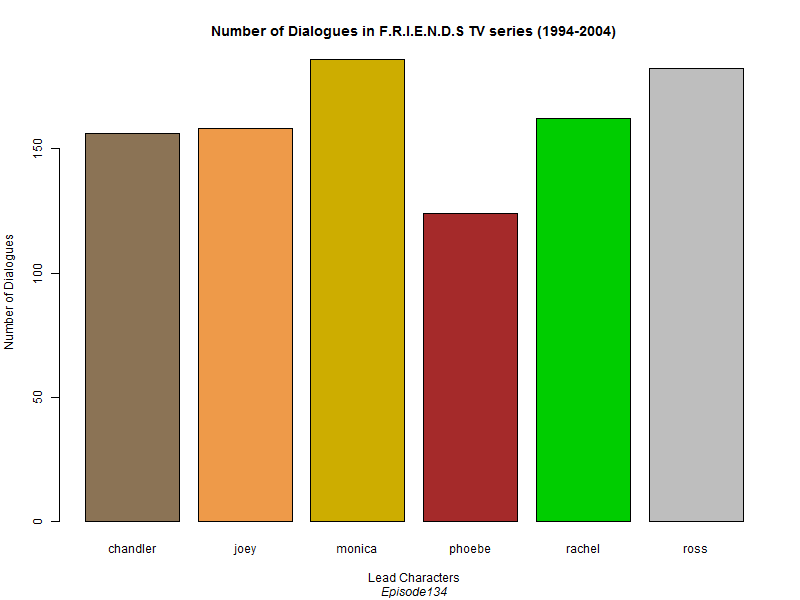 Number of Dialogues in F.R.I.E.N.D.S TV series (1994-2004)
Number of Dialogues
150
100
50
0
chandler joey monica phoebe rachel ross
Lead Characters
Episode134